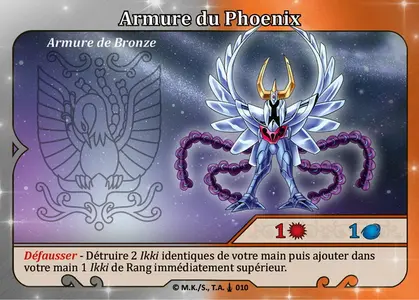 Armure du Phoenix
Armure de Bronze
1 1
Défausser - Détruire 2 Ikki identiques de votre main puis ajouter dans
votre main 1 Ikki de Rang immédiatement supérieur.
© M.K./S., T.A. 010